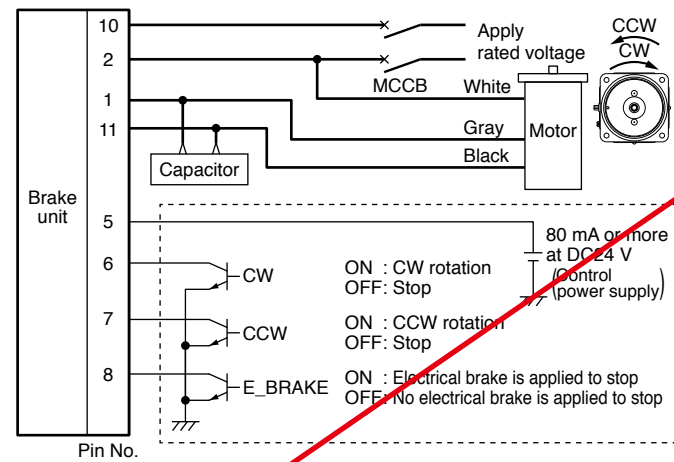 10
Apply
rated voltage
CCW
CW
2
MCCB
White
1
Gray
Motor
11
Black
Capacitor
Brake
unit
5
80 mA or more
at DC24 V
(Control
power supply)
6
CW
ON : CW rotation
OFF: Stop
7
CCW
ON : CCW rotation
OFF: Stop
8
E_BRAKE
ON : Electrical brake is applied to stop
OFF: No electrical brake is applied to stop
Pin No.